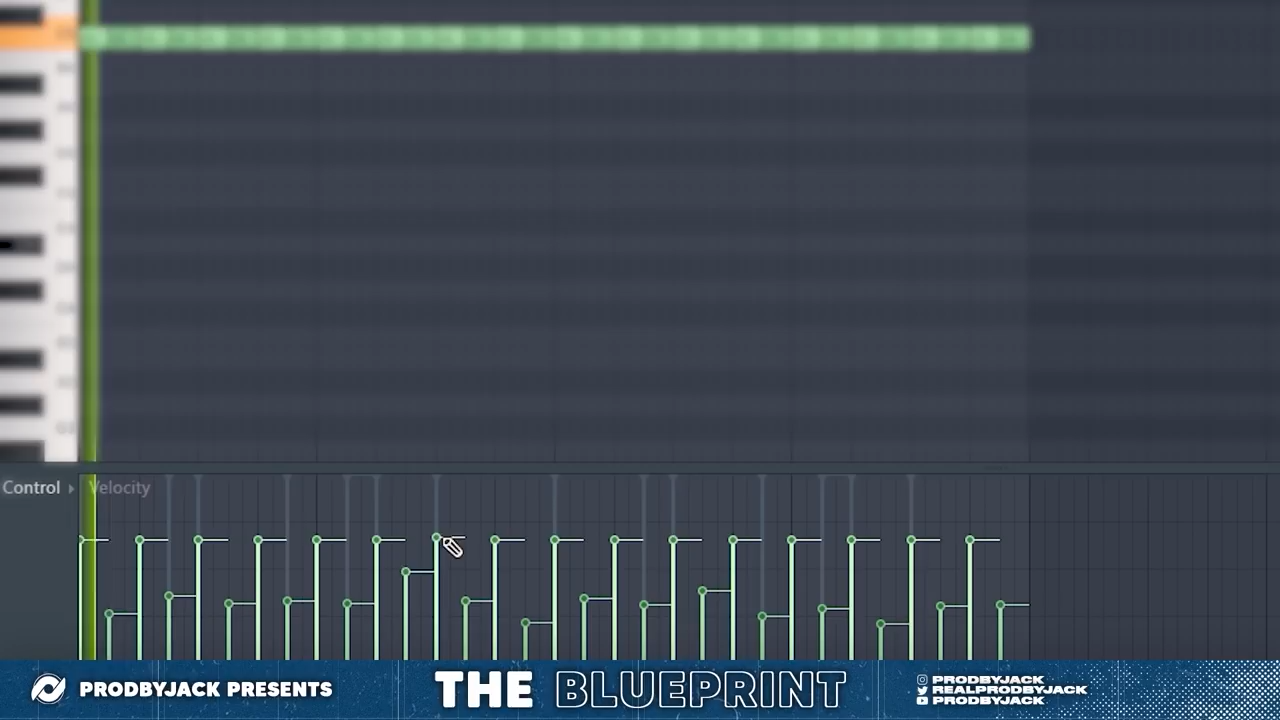 Control
Velocity
PRODBYJACK PRESENTS
THE BLUEPRINT
PRODBYJACK
REALPRODBYJACK
PRODBYJACK